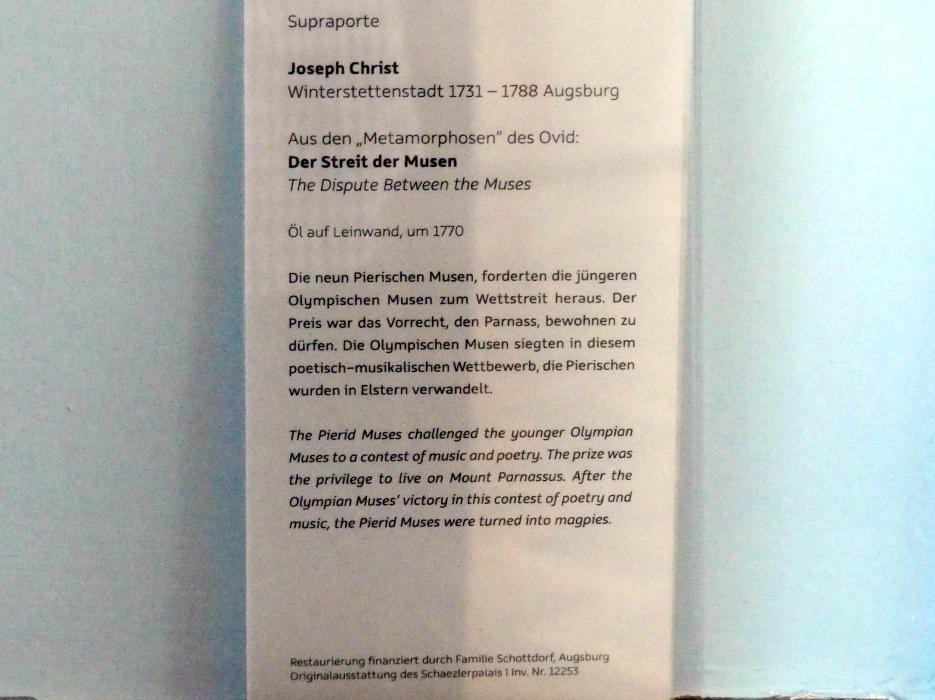 Supraporte
Joseph Christ
Winterstettenstadt 1731 – 1788 Augsburg
Aus den „Metamorphosen" des Ovid:
Der Streit der Musen
The Dispute Between the Muses
Öl auf Leinwand, um 1770
Die neun Pierischen Musen, forderten die jüngeren
Olympischen Musen zum Wettstreit heraus. Der
Preis war das Vorrecht, den Parnass, bewohnen zu
dürfen. Die Olympischen Musen siegten in diesem
poetisch-musikalischen Wettbewerb, die Pierischen
wurden in Elstern verwandelt.
The Pierid Muses challenged the younger Olympian
Muses to a contest of music and poetry. The prize was
the privilege to live on Mount Parnassus. After the
Olympian Muses' victory in this contest of poetry and
music, the Pierid Muses were turned into magpies.
Restaurierung finanziert durch Familie Schottdorf, Augsburg
Originalausstattung des Schaezlerpalais | Inv. Nr. 12253